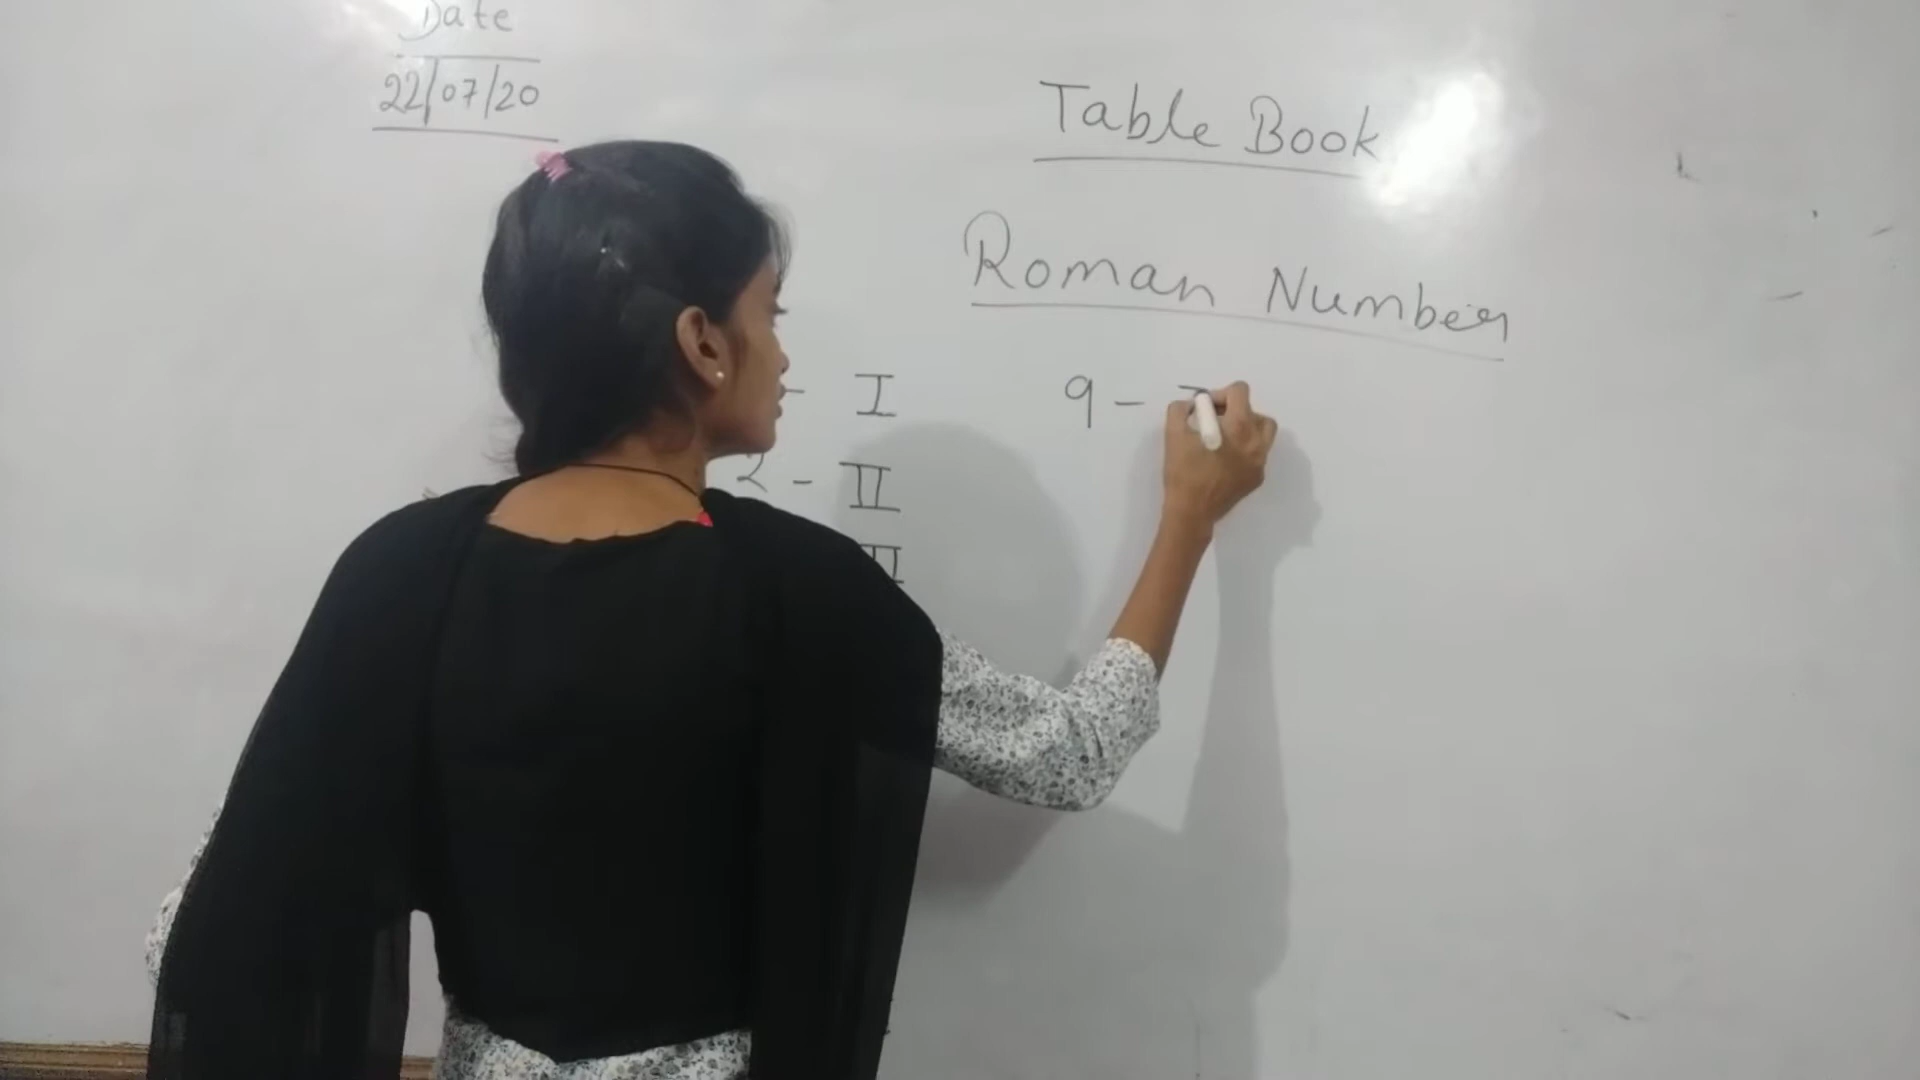 Date
22/07/20
Table Book
Roman Number
- I
2 - II
9 -